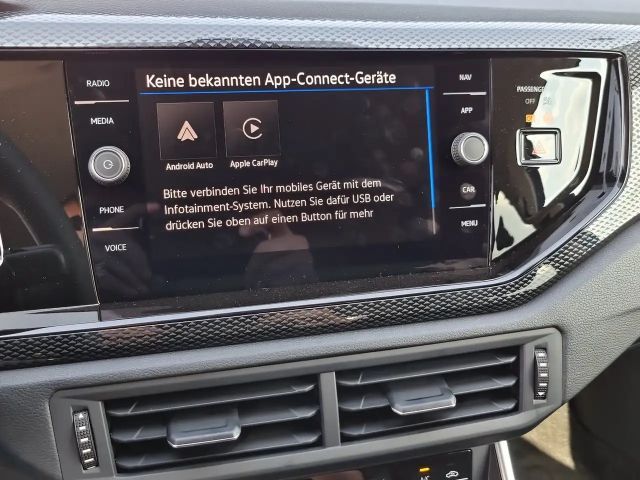 RADIO
MEDIA
PHONE
VOICE
Keine bekannten App-Connect-Geräte
Android Auto
Apple CarPlay
Bitte verbinden Sie Ihr mobiles Gerät mit dem
Infotainment-System. Nutzen Sie dafür USB oder
drücken Sie oben auf einen Button für mehr
NAV
APP
CAR
MENU
PASSENGER
OFF